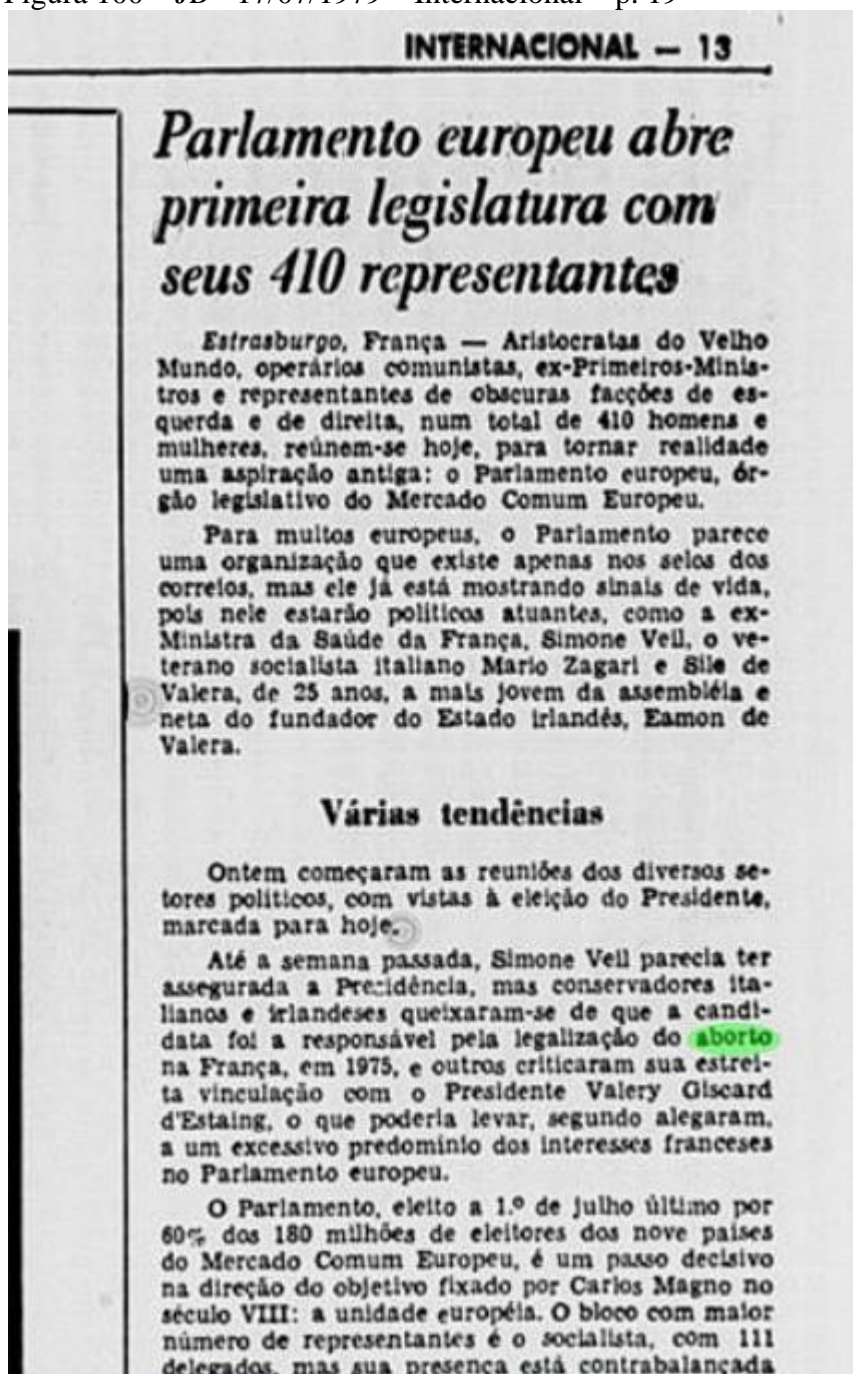 Figura 100 – JB – 17/07/1979 – Internacional – p. 19
INTERNACIONAL — 13
Parlamento europeu abre
primeira legislatura com
seus 410 representantes
Estrasburgo, França — Aristocratas do Velho
Mundo, operários comunistas, ex-Primeiros-Minis-
tros e representantes de obscuras facções de es-
querda e de direita, num total de 410 homens e
mulheres, reúnem-se hoje, para tornar realidade
uma aspiração antiga: o Parlamento europeu, ór-
gão legislativo do Mercado Comum Europeu.
Para muitos europeus, o Parlamento parece
uma organização que existe apenas nos selos dos
correios, mas ele já está mostrando sinais de vida,
pois nele estarão políticos atuantes, como a ex-
Ministra da Saúde da França, Simone Veil, o ve-
terano socialista italiano Mario Zagari e Sile de
Valera, de 25 anos, a mais jovem da assembléia e
neta do fundador do Estado irlandês, Eamon de
Valera.
Várias tendências
Ontem começaram as reuniões dos diversos se-
tores políticos, com vistas à eleição do Presidente,
marcada para hoje.
Até a semana passada, Simone Veil parecia ter
assegurada a Presidência, mas conservadores ita-
lianos e irlandeses queixaram-se de que a candi-
data foi a responsável pela legalização do aborto
na França, em 1975, e outros criticaram sua estrei-
ta vinculação com o Presidente Valery Giscard
d'Estaing, o que poderia levar, segundo alegaram,
a um excessivo predomínio dos interesses franceses
no Parlamento europeu.
O Parlamento, eleito a 1.º de julho último por
60% dos 180 milhões de eleitores dos nove países
do Mercado Comum Europeu, é um passo decisivo
na direção do objetivo fixado por Carlos Magno no
século VIII: a unidade européia. O bloco com maior
número de representantes é o socialista, com 111
delegados, mas sua presença está contrabalançada